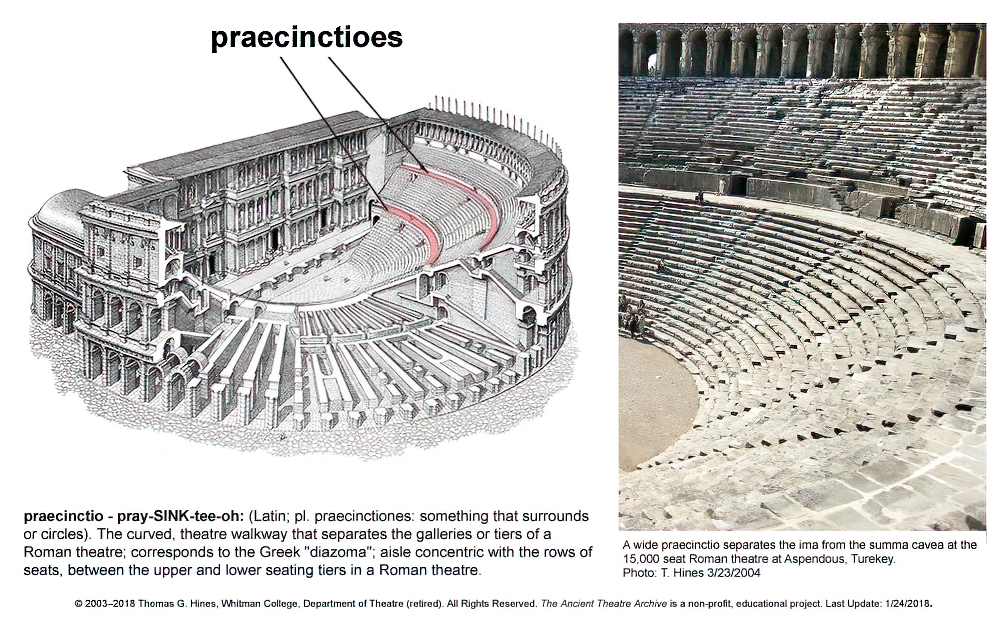 praecinctioes
praecinctio - pray-SINK-tee-oh: (Latin; pl. praecinctiones: something that surrounds
or circles). The curved, theatre walkway that separates the galleries or tiers of a
Roman theatre; corresponds to the Greek "diazoma"; aisle concentric with the rows of
seats, between the upper and lower seating tiers in a Roman theatre.
A wide praecinctio separates the ima from the summa cavea at the
15,000 seat Roman theatre at Aspendous, Turekey.
Photo: T. Hines 3/23/2004
© 2003–2018 Thomas G. Hines, Whitman College, Department of Theatre (retired). All Rights Reserved. The Ancient Theatre Archive is a non-profit, educational project. Last Update: 1/24/2018.